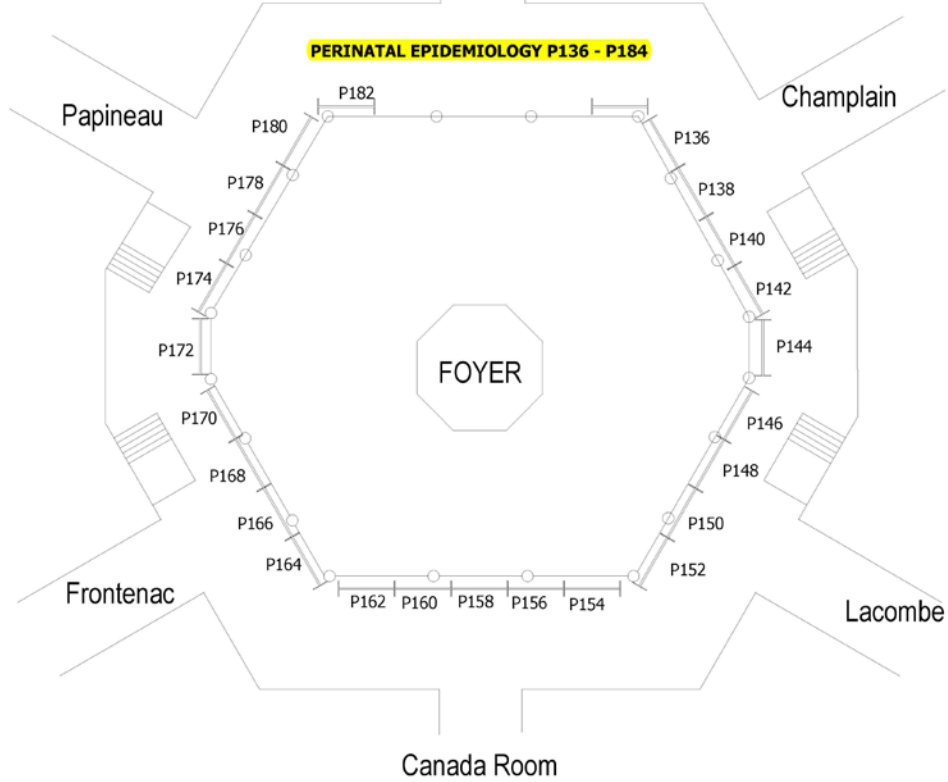 PERINATAL EPIDEMIOLOGY P136 - P184
P182
Champlain
Papineau
P180
P136
P178
P138
P176
P140
P174
P142
P172
P144
FOYER
P170
P146
P168
P148
P166
P150
P164
P152
Frontenac
P162 P160 P158 P156 P154
Lacombe
Canada Room